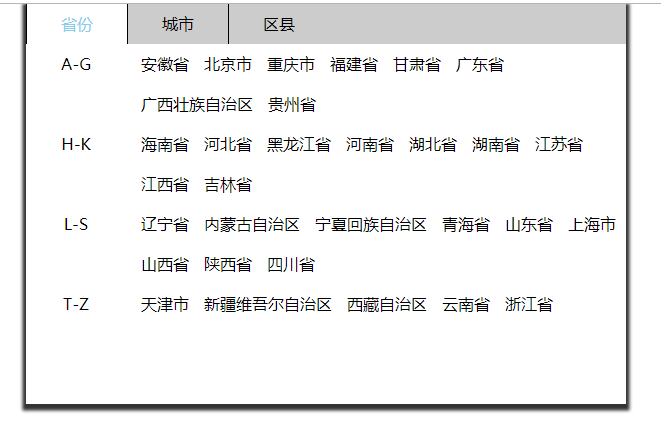 省份 城市 区县
A-G 安徽省 北京市 重庆市 福建省 甘肃省 广东省
广西壮族自治区 贵州省
H-K 海南省 河北省 黑龙江省 河南省 湖北省 湖南省 江苏省
江西省 吉林省
L-S 辽宁省 内蒙古自治区 宁夏回族自治区 青海省 山东省 上海市
山西省 陕西省 四川省
T-Z 天津市 新疆维吾尔自治区 西藏自治区 云南省 浙江省